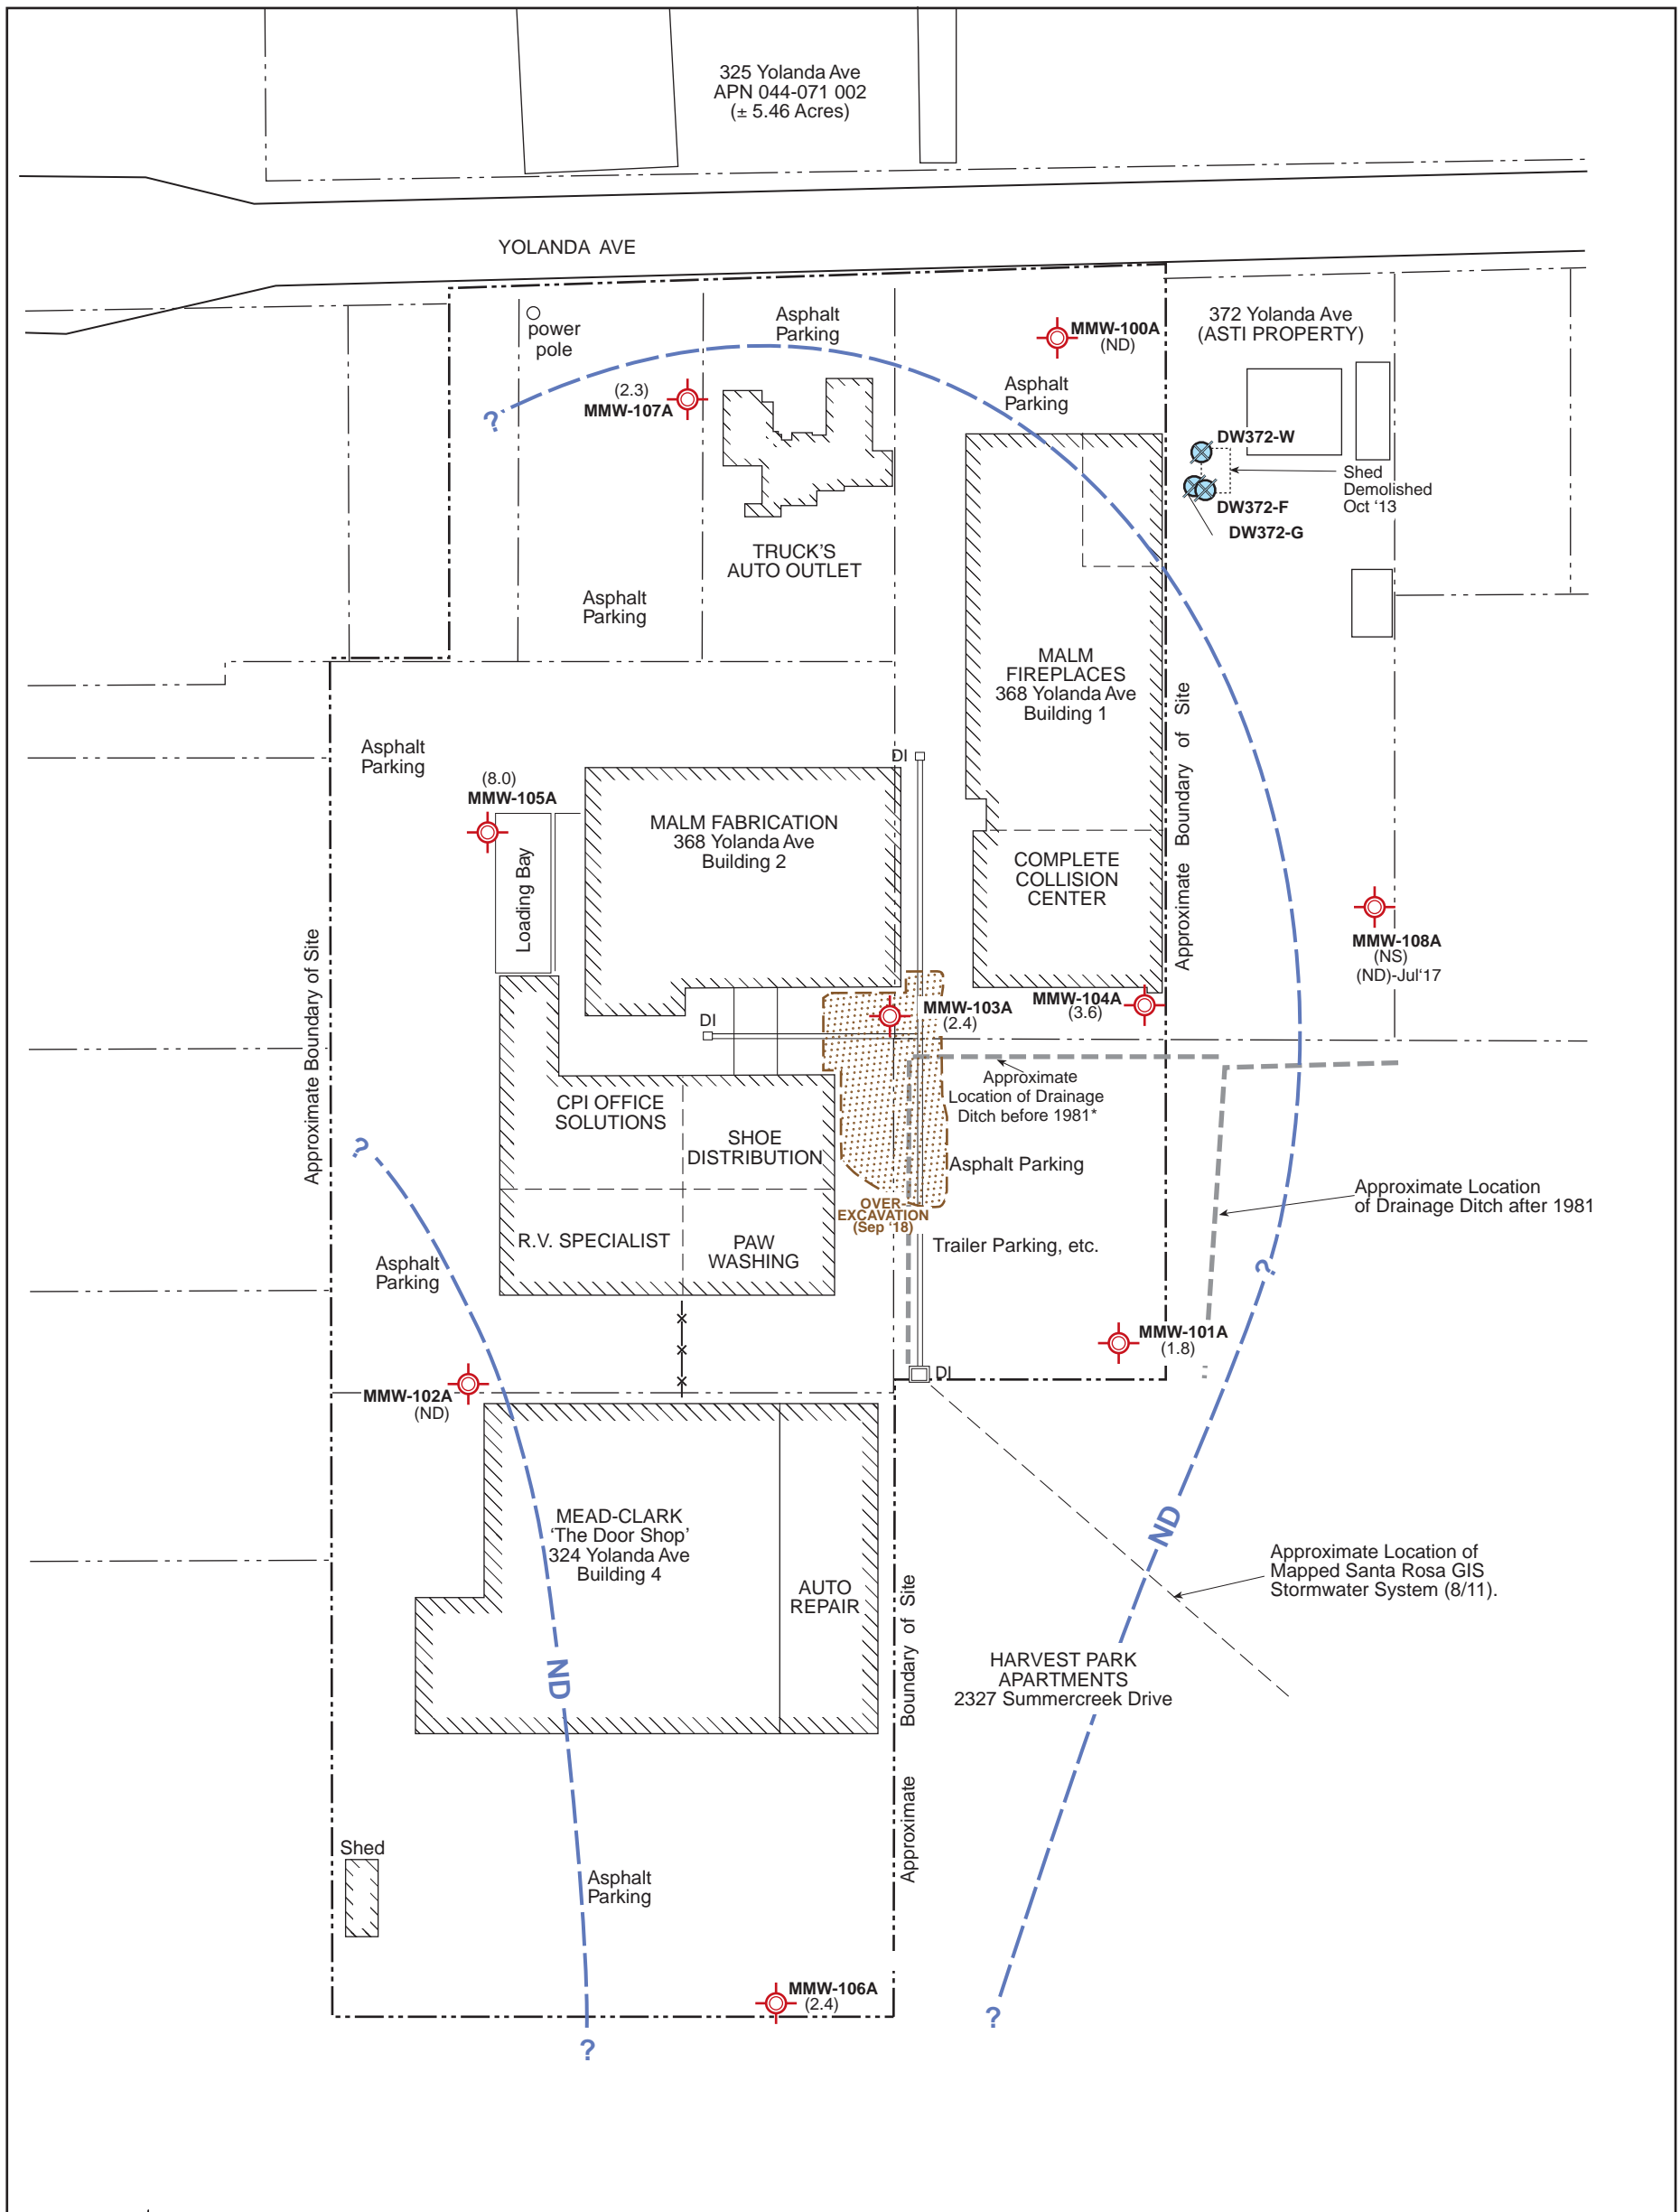 325 Yolanda Ave
APN 044-071 002
(± 5.46 Acres)
YOLANDA AVE
power
pole
Asphalt
Parking
MMW-100A
(ND)
372 Yolanda Ave
(ASTI PROPERTY)
(2.3)
MMW-107A
?
Asphalt
Parking
DW372-W
Shed
Demolished
Oct ‘13
DW372-F
DW372-G
TRUCK'S
AUTO OUTLET
Asphalt
Parking
MALM
FIREPLACES
368 Yolanda Ave
Building 1
Approximate Boundary of Site
Asphalt
Parking
DI
(8.0)
MMW-105A
Loading Bay
MALM FABRICATION
368 Yolanda Ave
Building 2
COMPLETE
COLLISION
CENTER
MMW-108A
(NS)
(ND)-Jul‘17
Approximate Boundary of Site
MMW-103A
(2.4)
MMW-104A
(3.6)
DI
Approximate
Location of Drainage
Ditch before 1981*
CPI OFFICE
SOLUTIONS
SHOE
DISTRIBUTION
?
Asphalt Parking
OVER-
EXCAVATION
(Sep ‘18)
Approximate Location
of Drainage Ditch after 1981
R.V. SPECIALIST
PAW
WASHING
Trailer Parking, etc.
?
Asphalt
Parking
MMW-101A
(1.8)
DI
MMW-102A
(ND)
MEAD-CLARK
‘The Door Shop’
324 Yolanda Ave
Building 4
AUTO
REPAIR
ND
Approximate Location of
Mapped Santa Rosa GIS
Stormwater System (8/11).
ND
HARVEST PARK
APARTMENTS
2327 Summercreek Drive
Approximate Boundary of Site
Shed
Asphalt
Parking
MMW-106A
(2.4)
?
?